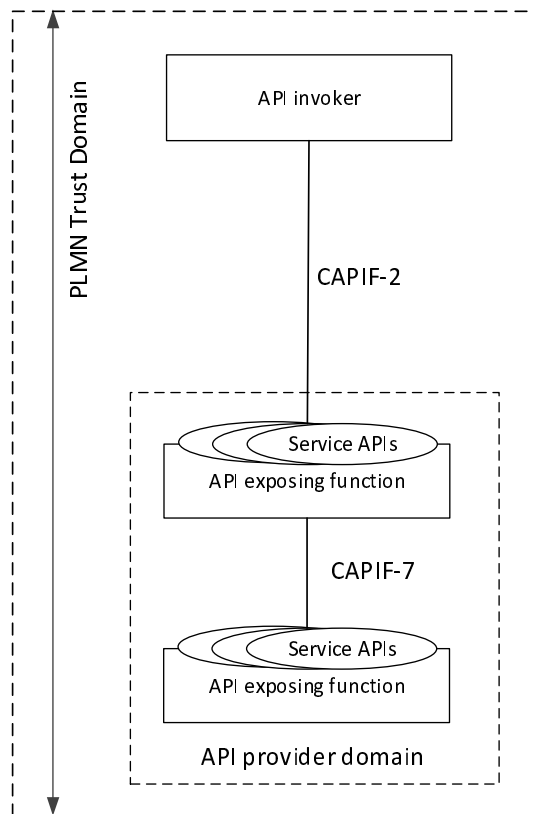 API invoker
PLMN Trust Domain
CAPIF-2
Service APIs
API exposing function
CAPIF-7
Service APIs
API exposing function
API provider domain